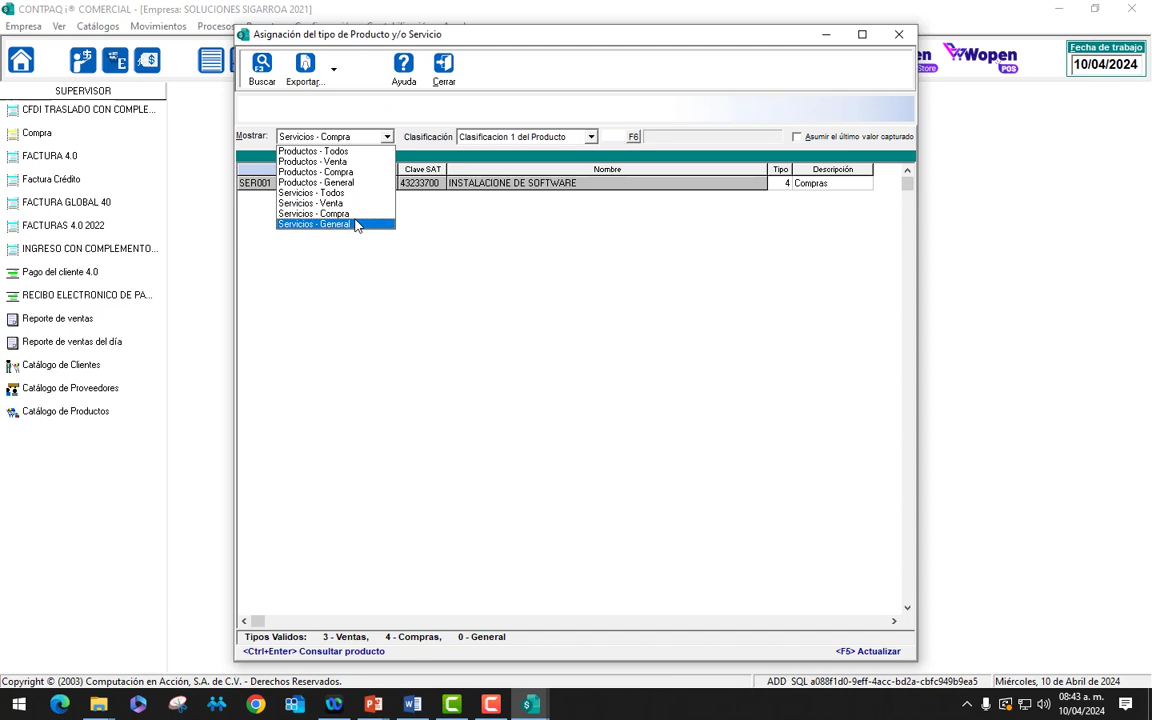 CONTPAQ i® COMERCIAL - [Empresa: SOLUCIONES SIGARROA 2021]
Empresa Ver Catálogos Movimientos Procesos
Asignación del tipo de Producto y/o Servicio
Buscar Exportar... Ayuda Cerrar
Wopen POS
Store
Fecha de trabajo
10/04/2024
SUPERVISOR
CFDI TRASLADO CON COMPLE...
Compra
FACTURA 4.0
Factura Crédito
FACTURA GLOBAL 40
FACTURAS 4.0 2022
INGRESO CON COMPLEMENTO...
Pago del cliente 4.0
RECIBO ELECTRONICO DE PA...
Reporte de ventas
Reporte de ventas del día
Catálogo de Clientes
Catálogo de Proveedores
Catálogo de Productos
Mostrar: Servicios - Compra Clasificación Clasificacion 1 del Producto F6 Asumir el último valor capturado
Productos - Todos
Productos - Venta
Productos - Compra
Productos - General
Servicios - Todos
Servicios - Venta
Servicios - Compra
Servicios - General
Clave SAT Nombre Tipo Descripción
SER001 43233700 INSTALACIONE DE SOFTWARE 4 Compras
Tipos Validos: 3 - Ventas, 4 - Compras, 0 - General
<Ctrl+Enter> Consultar producto <F5> Actualizar
Copyright © (2003) Computación en Acción, S.A. de C.V. - Derechos Reservados. ADD SQL a088f1d0-9eff-4acc-bd2a-cbfc949b9ea5 Miércoles, 10 de Abril de 2024
08:43 a. m.
10/04/2024